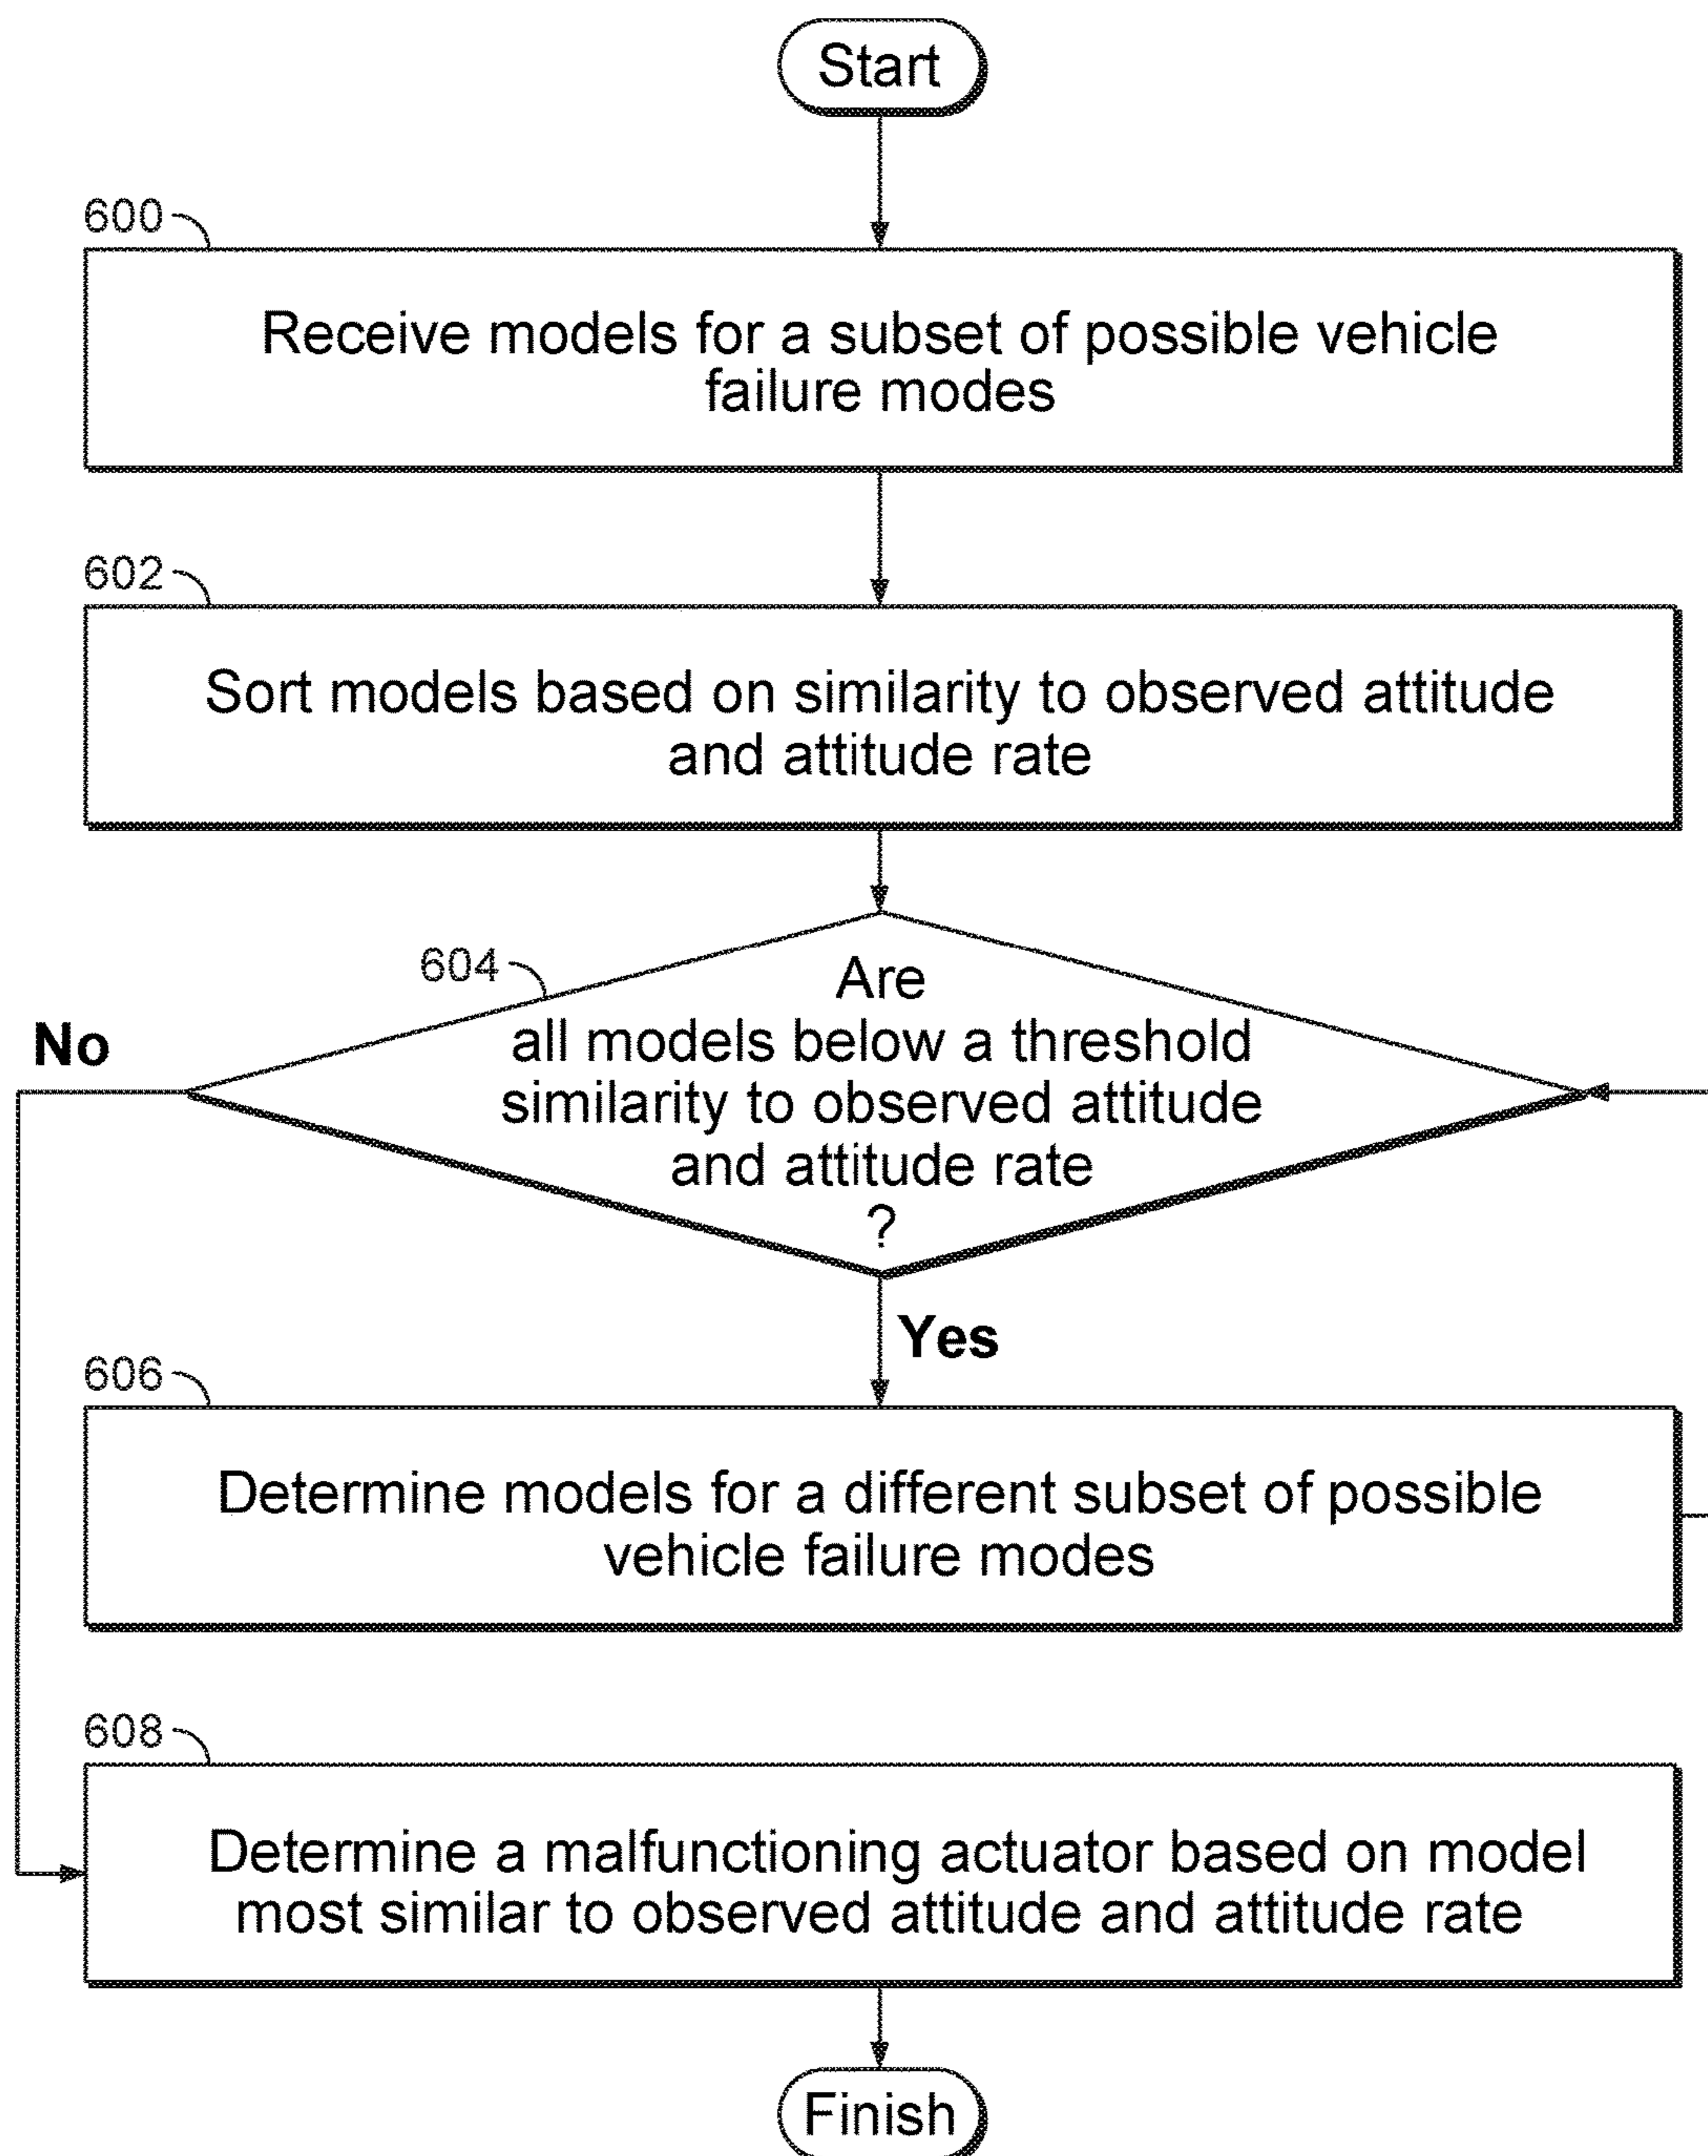 Start
600
Receive models for a subset of possible vehicle
failure modes
602
Sort models based on similarity to observed attitude
and attitude rate
604
Are
all models below a threshold
similarity to observed attitude
and attitude rate
?
No
Yes
606
Determine models for a different subset of possible
vehicle failure modes
608
Determine a malfunctioning actuator based on model
most similar to observed attitude and attitude rate
Finish